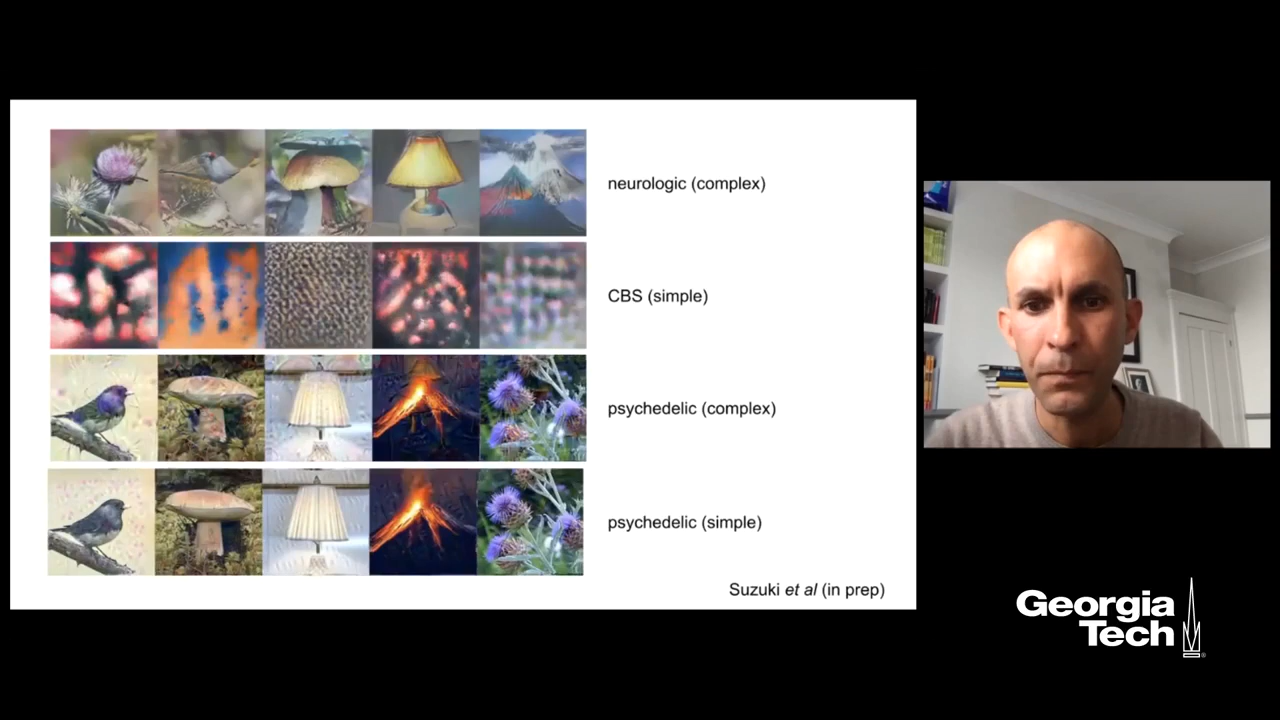 neurologic (complex)
CBS (simple)
psychedelic (complex)
psychedelic (simple)
Suzuki et al (in prep)
Georgia
Tech